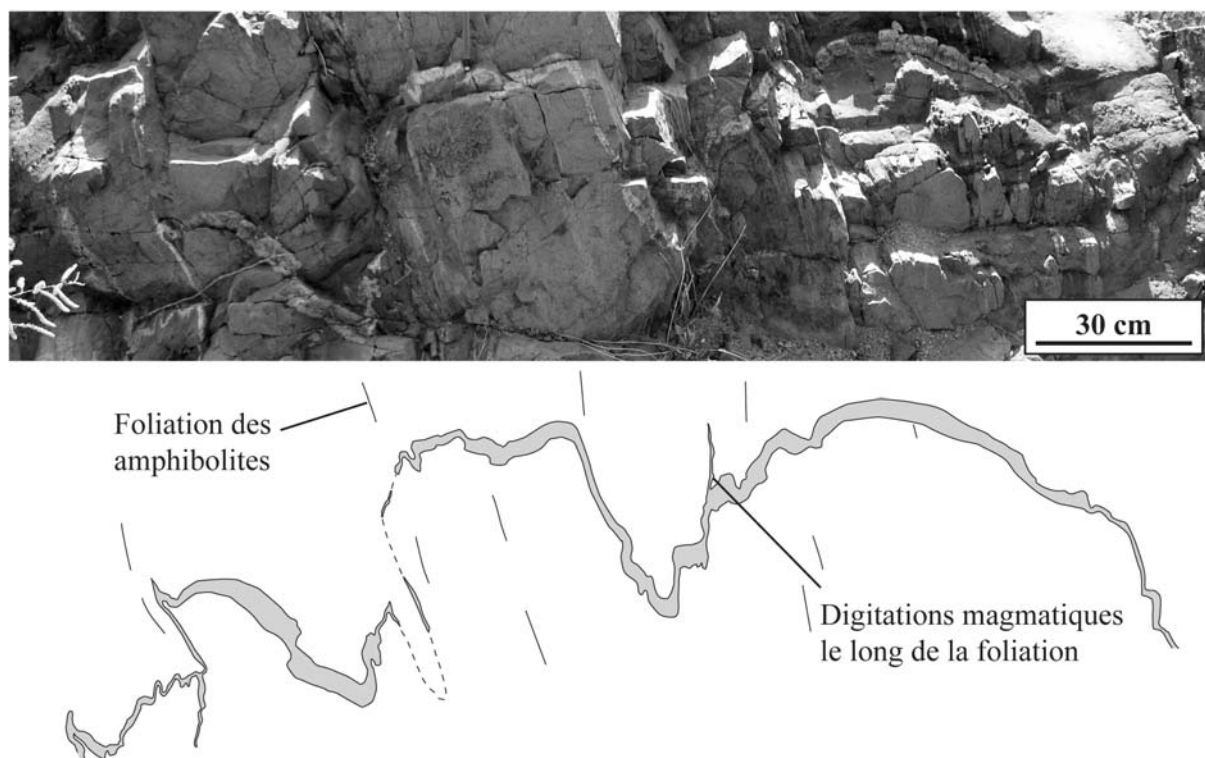 30 cm
Foliation des
amphibolites
Digitations magmatiques
le long de la foliation